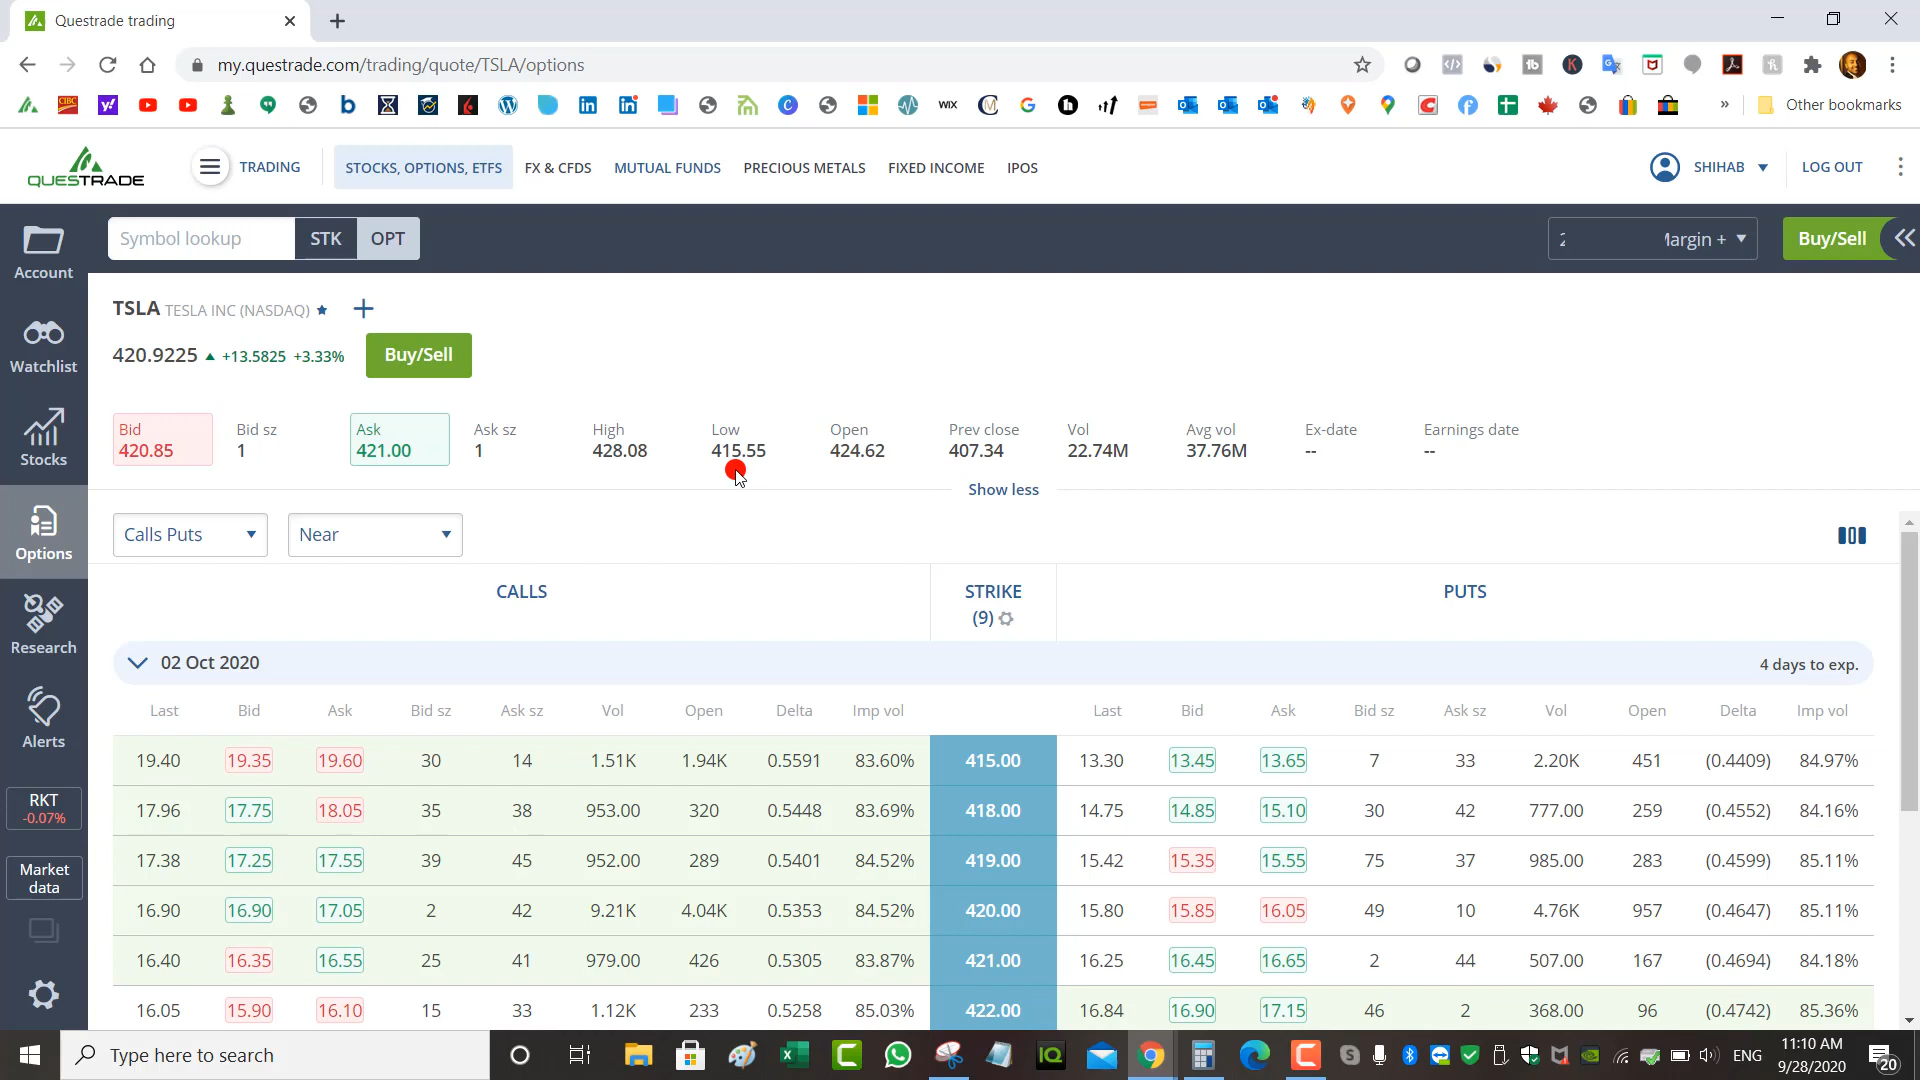 Questrade trading
my.questrade.com/trading/quote/TSLA/options
CIBC
WIX
Other bookmarks
QUESTRADE
TRADING
STOCKS, OPTIONS, ETFS
FX & CFDS
MUTUAL FUNDS
PRECIOUS METALS
FIXED INCOME
IPOS
SHIHAB
LOG OUT
Symbol lookup
STK
OPT
Buy/Sell
Account
Watchlist
Stocks
Options
Research
Alerts
RKT
-0.07%
Market
data
TSLA TESLA INC (NASDAQ)
420.9225 +13.5825 +3.33%
Buy/Sell
Bid Bid sz Ask Ask sz High Low Open Prev close Vol Avg vol Ex-date Earnings date
420.85 1 421.00 1 428.08 415.55 424.62 407.34 22.74M 37.76M -- --
Show less
Calls Puts
Near
CALLS STRIKE PUTS
(9)
02 Oct 2020 4 days to exp.
Last Bid Ask Bid sz Ask sz Vol Open Delta Imp vol Last Bid Ask Bid sz Ask sz Vol Open Delta Imp vol
19.40 19.35 19.60 30 14 1.51K 1.94K 0.5591 83.60% 415.00 13.30 13.45 13.65 7 33 2.20K 451 (0.4409) 84.97%
17.96 17.75 18.05 35 38 953.00 320 0.5448 83.69% 418.00 14.75 14.85 15.10 30 42 777.00 259 (0.4552) 84.16%
17.38 17.25 17.55 39 45 952.00 289 0.5401 84.52% 419.00 15.42 15.35 15.55 75 37 985.00 283 (0.4599) 85.11%
16.90 16.90 17.05 2 42 9.21K 4.04K 0.5353 84.52% 420.00 15.80 15.85 16.05 49 10 4.76K 957 (0.4647) 85.11%
16.40 16.35 16.55 25 41 979.00 426 0.5305 83.87% 421.00 16.25 16.45 16.65 2 44 507.00 167 (0.4694) 84.18%
16.05 15.90 16.10 15 33 1.12K 233 0.5258 85.03% 422.00 16.84 16.90 17.15 46 2 368.00 96 (0.4742) 85.36%
Type here to search
ENG
11:10 AM
9/28/2020
20